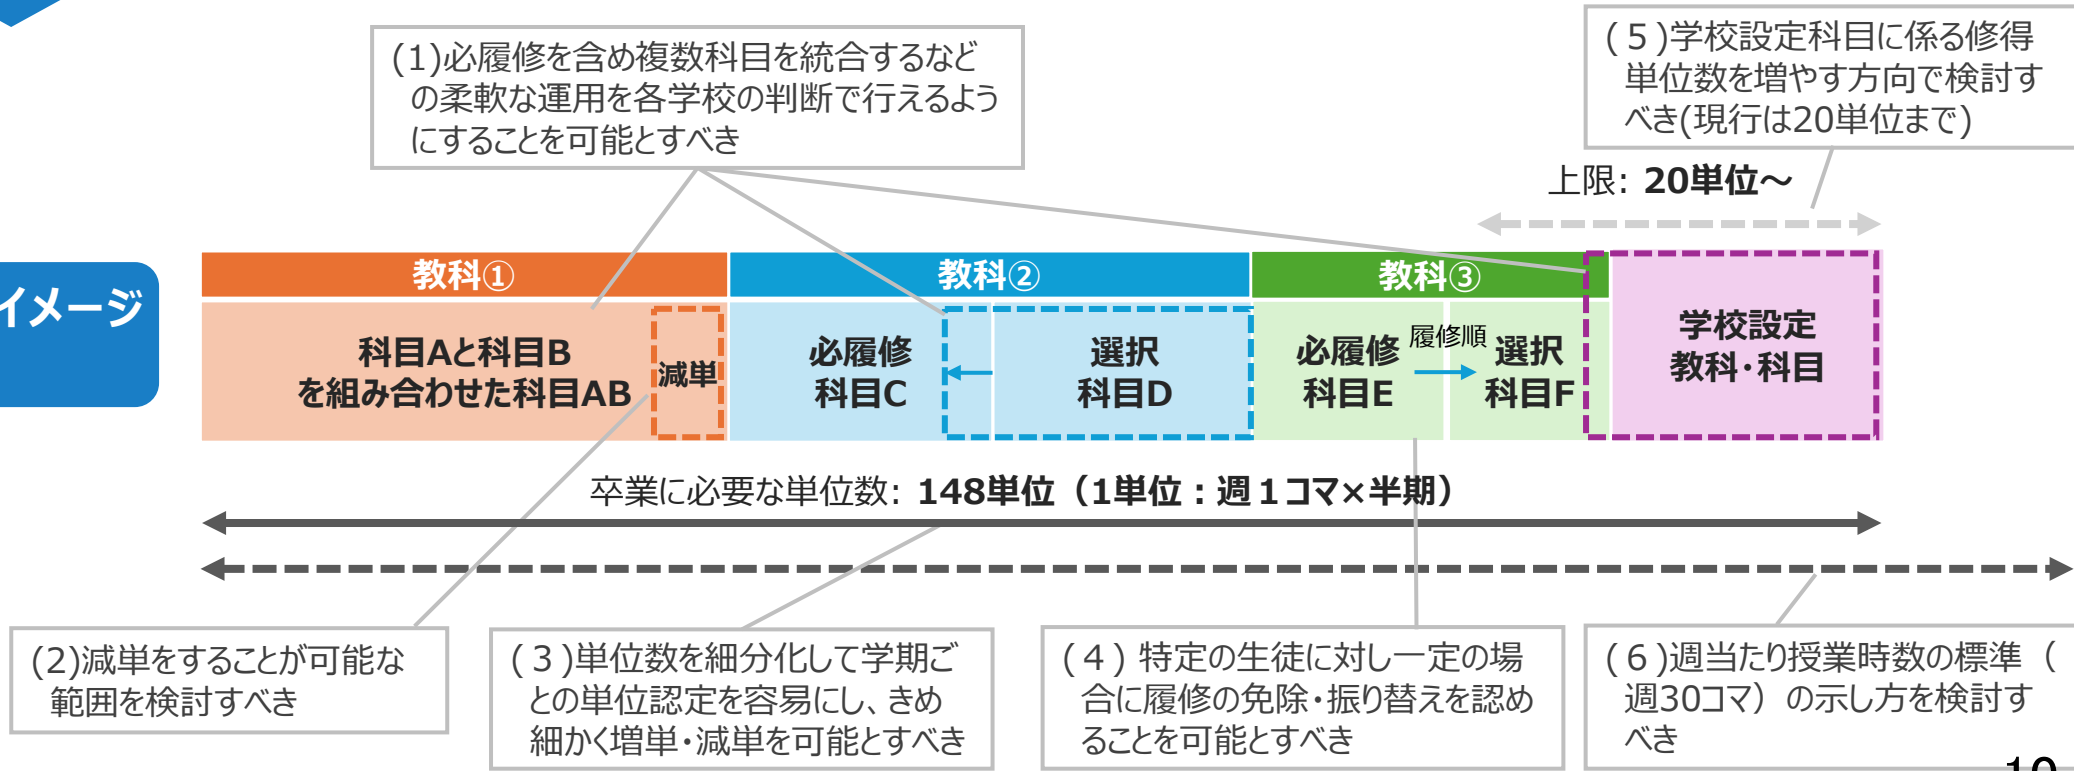 (1)必履修を含め複数科目を統合するなど
の柔軟な運用を各学校の判断で行えるよう
にすることを可能とすべき
(５)学校設定科目に係る修得
単位数を増やす方向で検討す
べき(現行は20単位まで)
上限: 20単位～
イメージ
教科①
教科②
教科③
科目Aと科目B
を組み合わせた科目AB
減単
必履修
科目C
選択
科目D
必履修
科目E
履修順
選択
科目F
学校設定
教科・科目
卒業に必要な単位数: 148単位（1単位：週１コマ×半期）
(2)減単をすることが可能な
範囲を検討すべき
(３)単位数を細分化して学期ご
との単位認定を容易にし、きめ
細かく増単・減単を可能とすべき
(４) 特定の生徒に対し一定の場
合に履修の免除・振り替えを認め
ることを可能とすべき
(６)週当たり授業時数の標準（
週30コマ）の示し方を検討す
べき